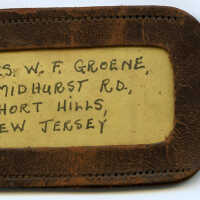 S. W. F. GROENE,
MIDHURST RD.,
HORT HILLS,
EW JERSEY